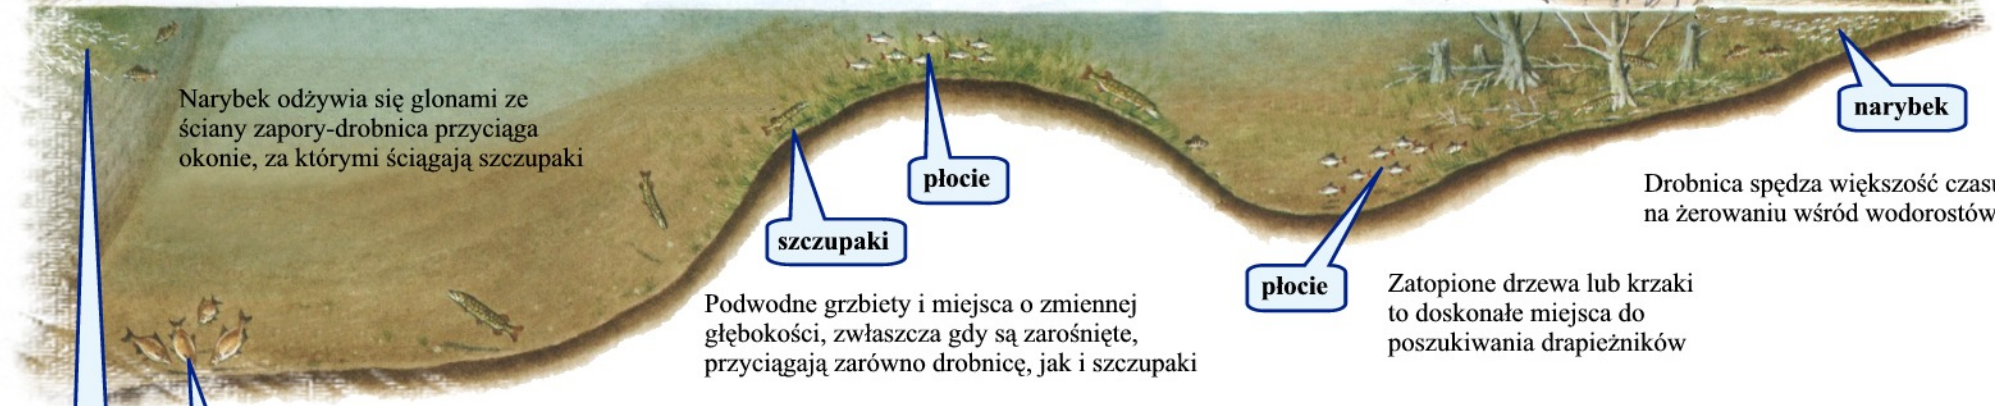 Narybek odżywia się glonami ze
ściany zapory-drobnica przyciąga
okonie, za którymi ściągają szczupaki
narybek
płocie
Drobnica spędza większość czasu
na żerowaniu wśród wodorostów
szczupaki
płocie
Zatopione drzewa lub krzaki
to doskonałe miejsca do
poszukiwania drapieżników
Podwodne grzbiety i miejsca o zmiennej
głębokości, zwłaszcza gdy są zarośnięte,
przyciągają zarówno drobnicę, jak i szczupaki